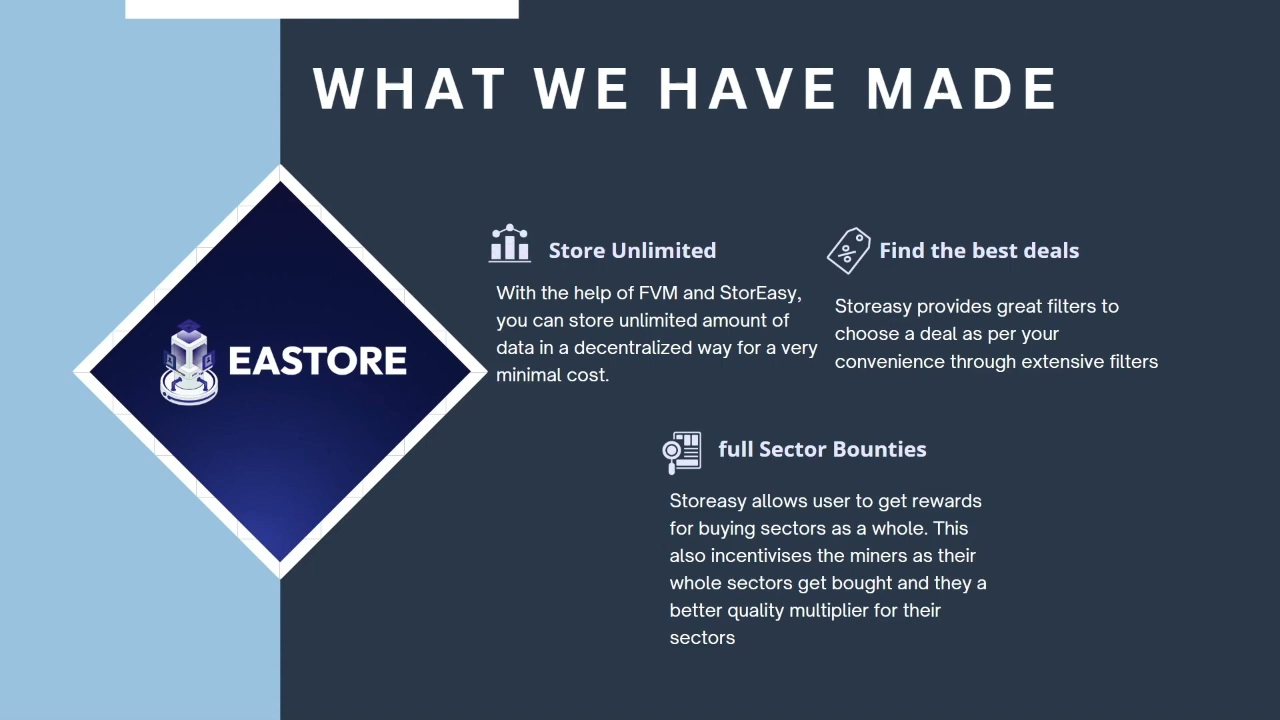 WHAT WE HAVE MADE
EASTORE
Store Unlimited
With the help of FVM and StorEasy,
you can store unlimited amount of
data in a decentralized way for a very
minimal cost.
Find the best deals
Storeasy provides great filters to
choose a deal as per your
convenience through extensive filters
full Sector Bounties
Storeasy allows user to get rewards
for buying sectors as a whole. This
also incentivises the miners as their
whole sectors get bought and they a
better quality multiplier for their
sectors